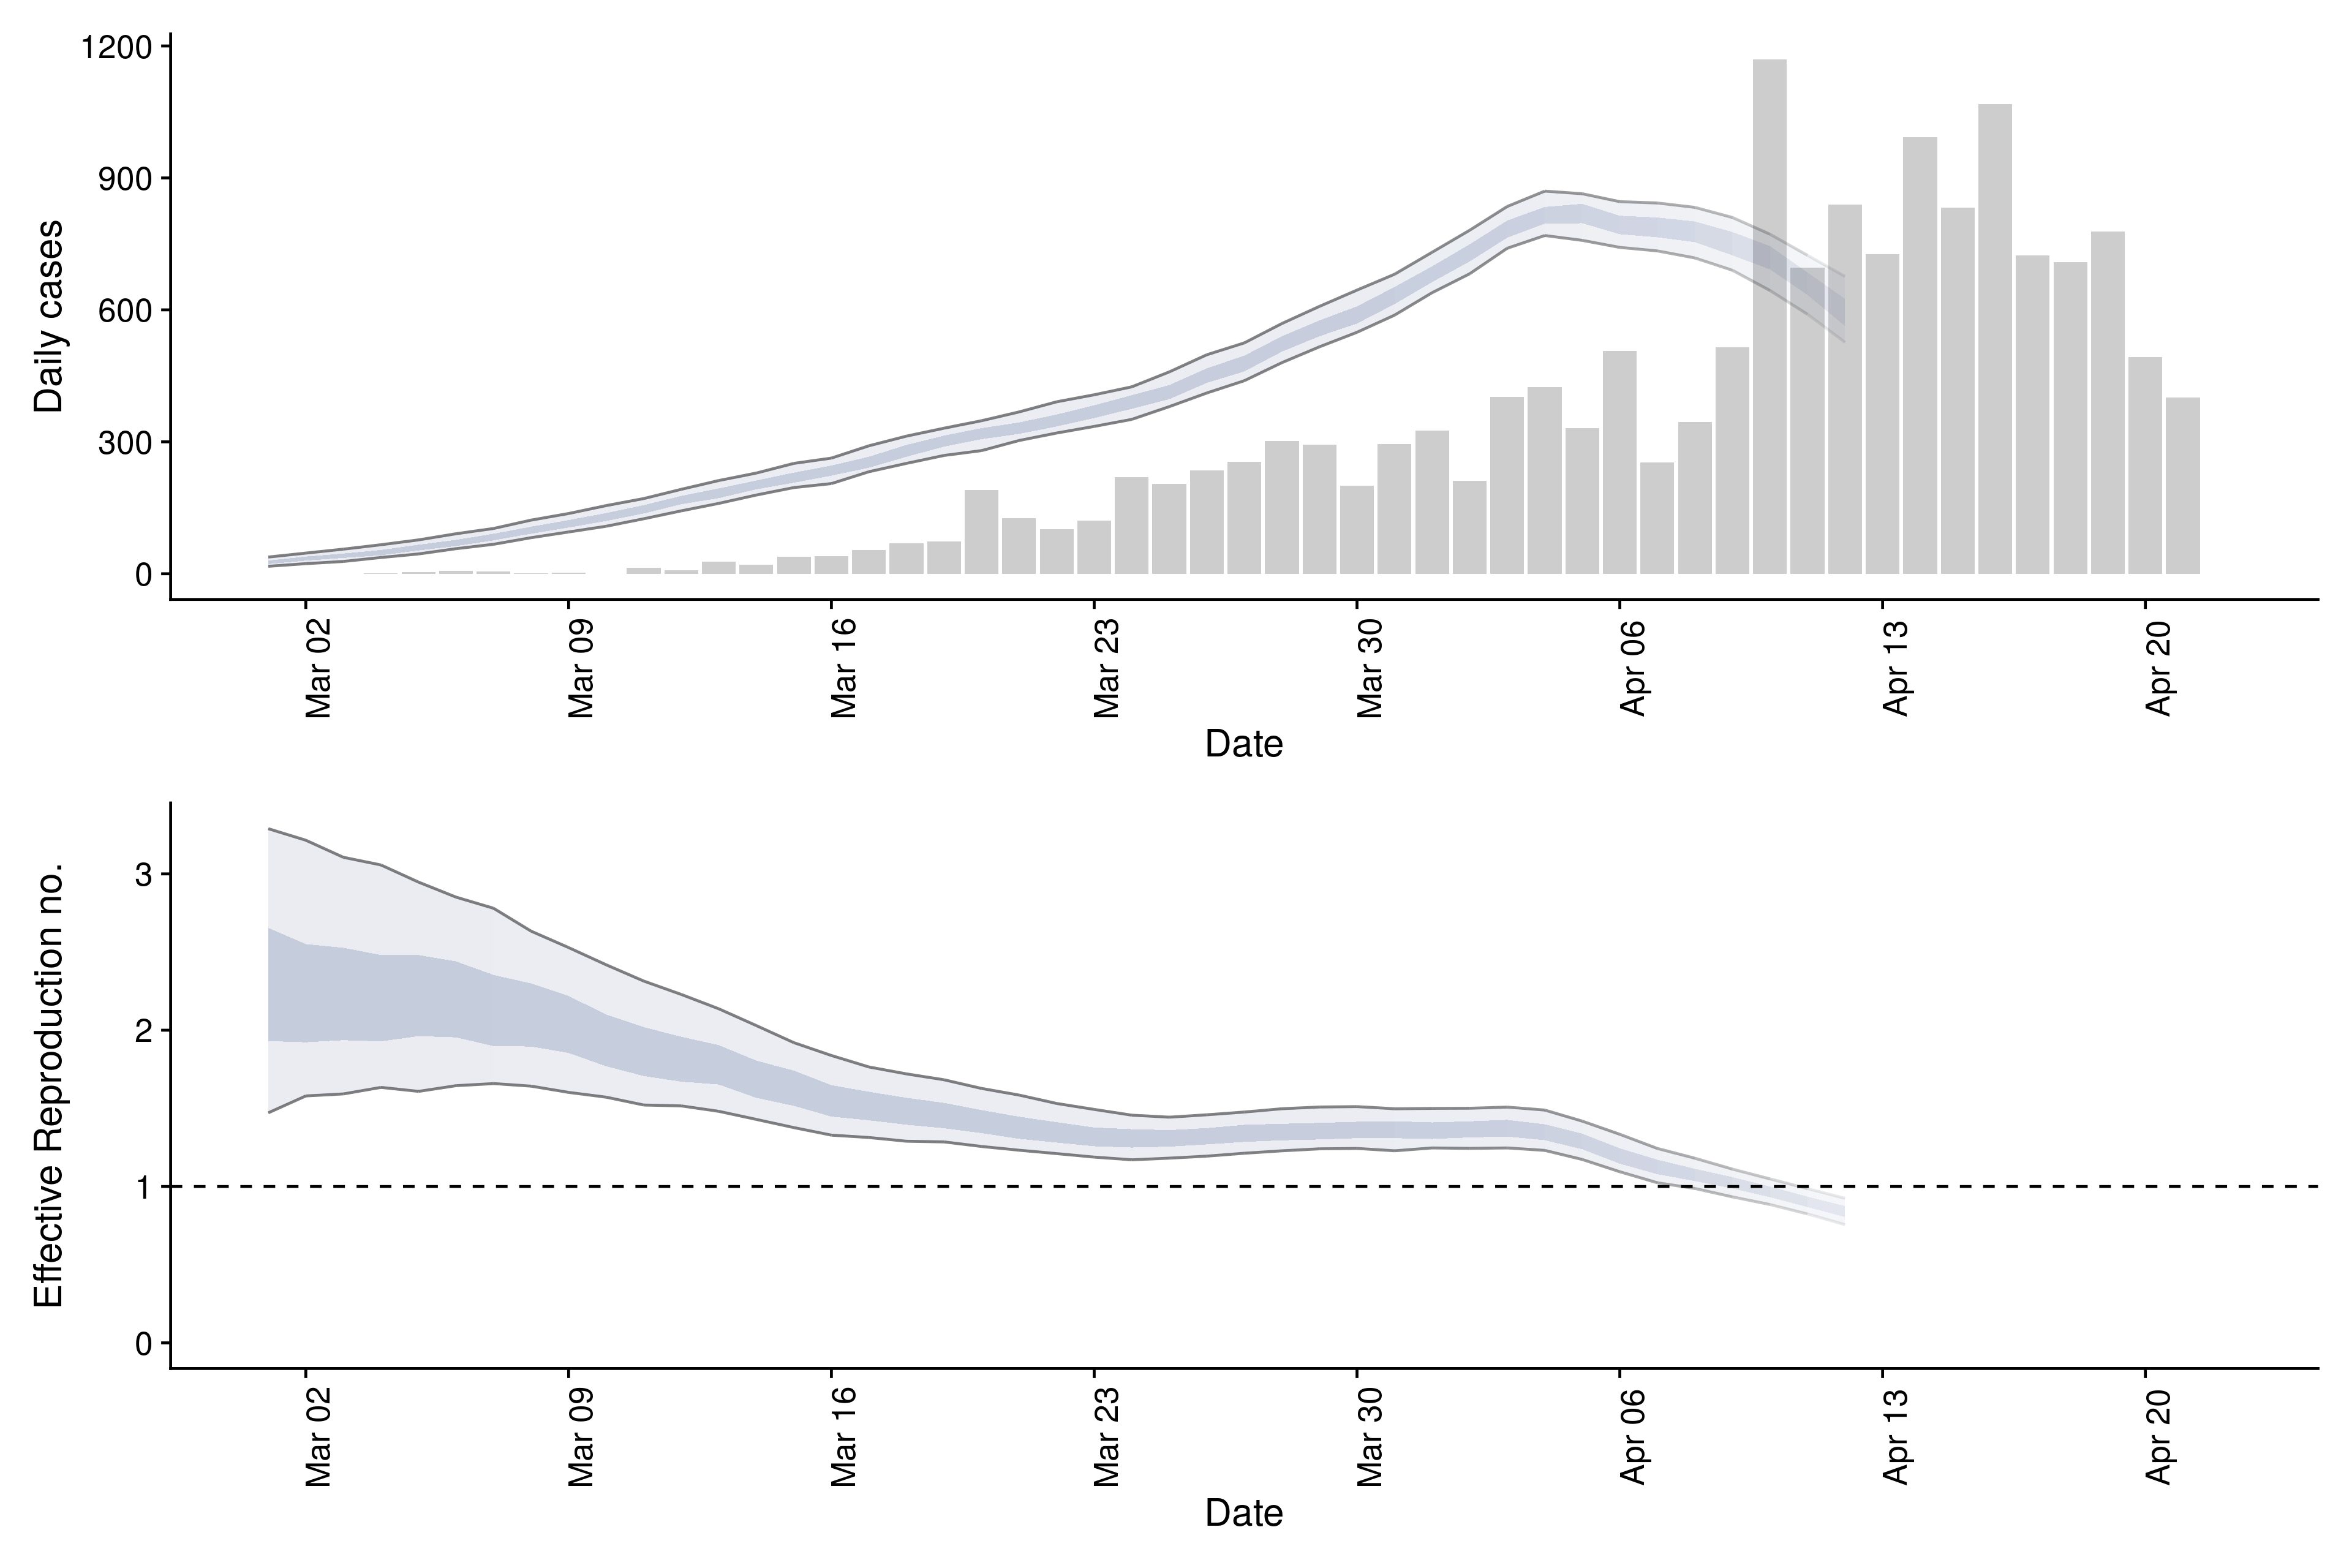 Daily cases
1200
900
600
300
0
Mar 02
Mar 09
Mar 16
Mar 23
Mar 30
Apr 06
Apr 13
Apr 20
Date
Effective Reproduction no.
3
2
1
0
Mar 02
Mar 09
Mar 16
Mar 23
Mar 30
Apr 06
Apr 13
Apr 20
Date